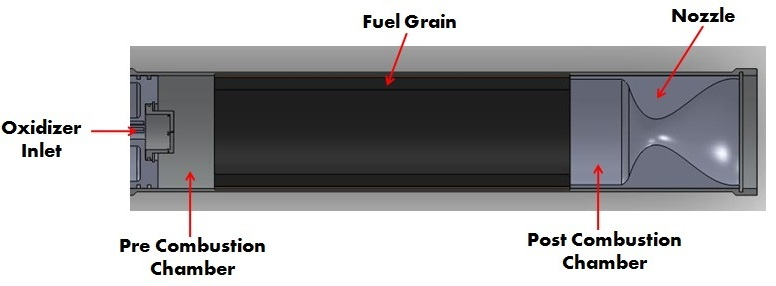 Fuel Grain
Nozzle
Oxidizer
Inlet
Pre Combustion
Chamber
Post Combustion
Chamber